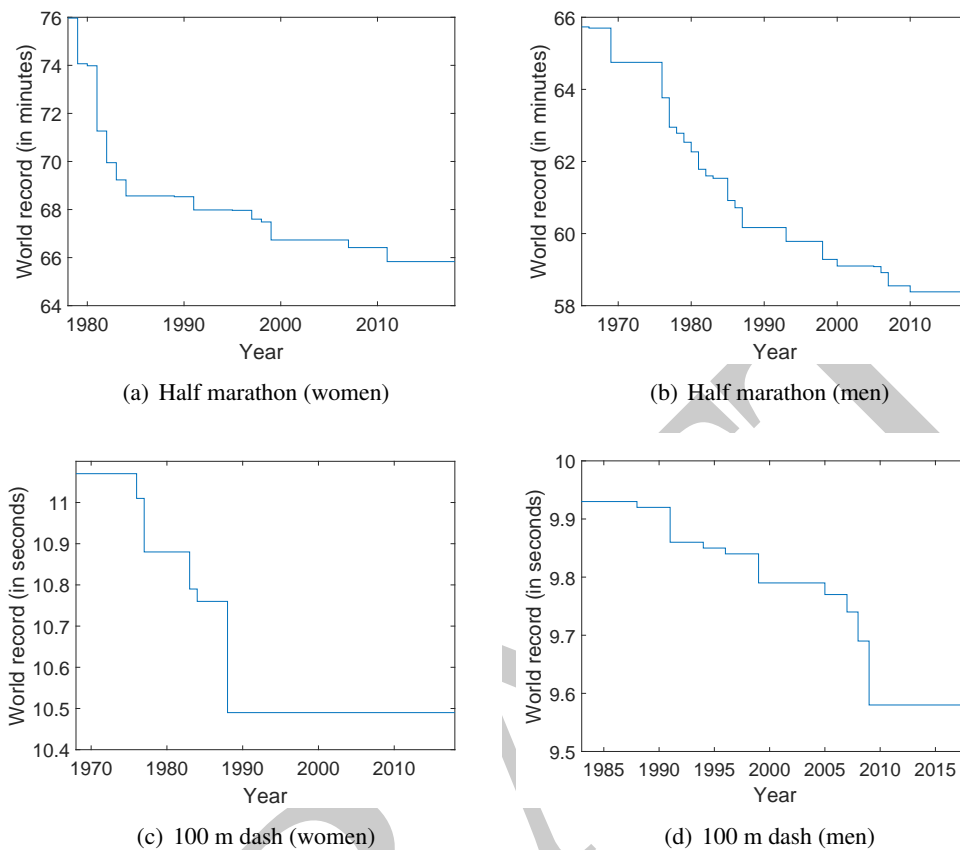 76
74
72
70
68
66
64
1980 1990 2000 2010
Year
World record (in minutes)
(a) Half marathon (women)
66
64
62
60
58
1970 1980 1990 2000 2010
Year
World record (in minutes)
(b) Half marathon (men)
11
10.9
10.8
10.7
10.6
10.5
10.4
1970 1980 1990 2000 2010
Year
World record (in seconds)
(c) 100 m dash (women)
10
9.9
9.8
9.7
9.6
9.5
1985 1990 1995 2000 2005 2010 2015
Year
World record (in seconds)
(d) 100 m dash (men)